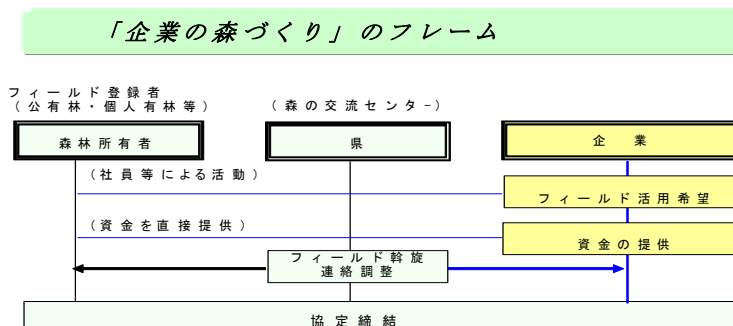 「企業の森づくり」のフレーム
フィールド登録者
（公有林・個人有林等）
（森の交流センター）
森林所有者
県
企　業
（社員等による活動）
フィールド活用希望
（資金を直接提供）
資金の提供
フィールド斡旋
連絡調整
協定締結